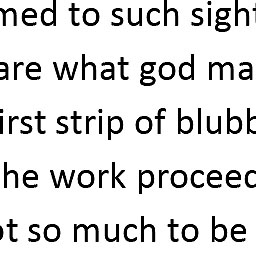 med to such sight
are what god ma
irst strip of blubb
he work proceed
ot so much to be